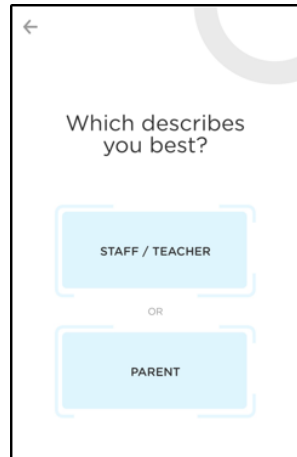 Which describes
you best?
STAFF / TEACHER
OR
PARENT